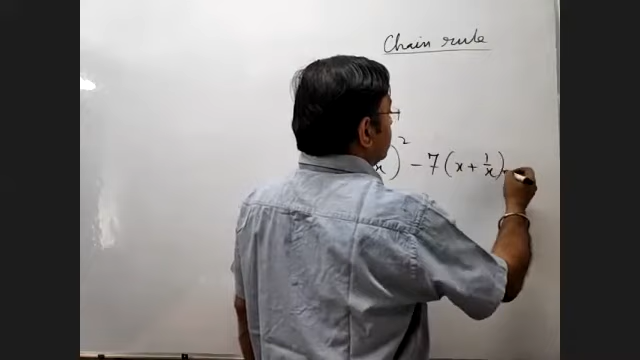 Chain rule
x)² - 7(x + 1/x)